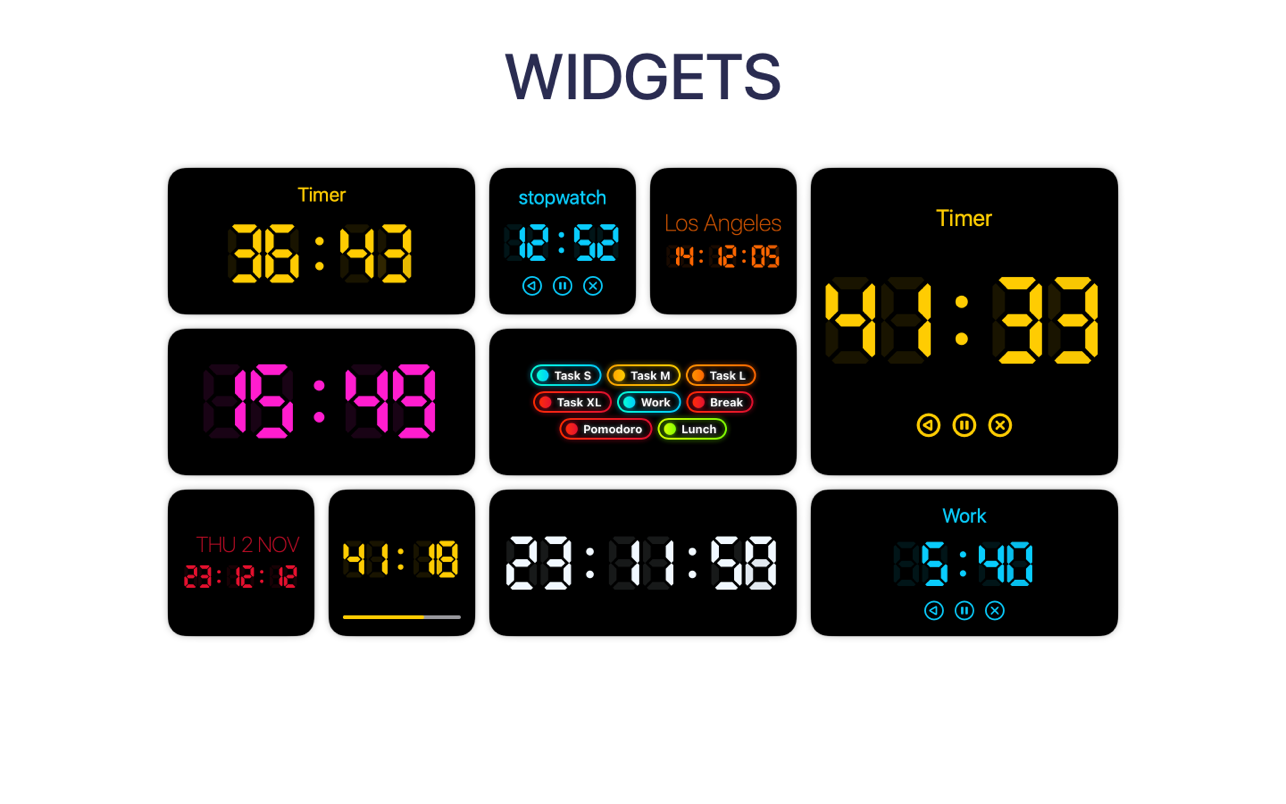 WIDGETS
Timer
36:43
stopwatch
12:52
Los Angeles
14:12:05
Timer
41:33
15:49
Task S Task M Task L
Task XL Work Break
Pomodoro Lunch
THU 2 NOV
23:12:12
41:18
23:11:58
Work
5:40